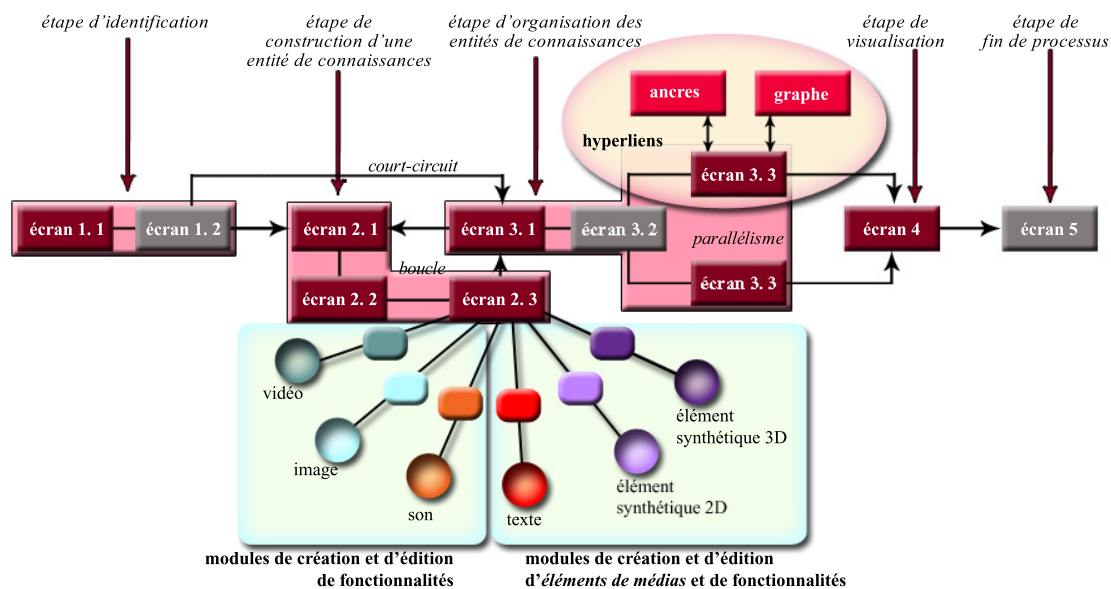 étape d’identification
étape de
construction d’une
entité de connaissances
étape d’organisation des
entités de connaissances
étape de
visualisation
étape de
fin de processus
ancres
graphe
hyperliens
court-circuit
écran 3. 3
écran 1. 1
écran 1. 2
écran 2. 1
écran 3. 1
écran 3. 2
parallélisme
écran 4
écran 5
boucle
écran 2. 2
écran 2. 3
écran 3. 3
vidéo
image
son
texte
élément
synthétique 2D
élément
synthétique 3D
modules de création et d’édition
de fonctionnalités
modules de création et d’édition
d’éléments de médias et de fonctionnalités